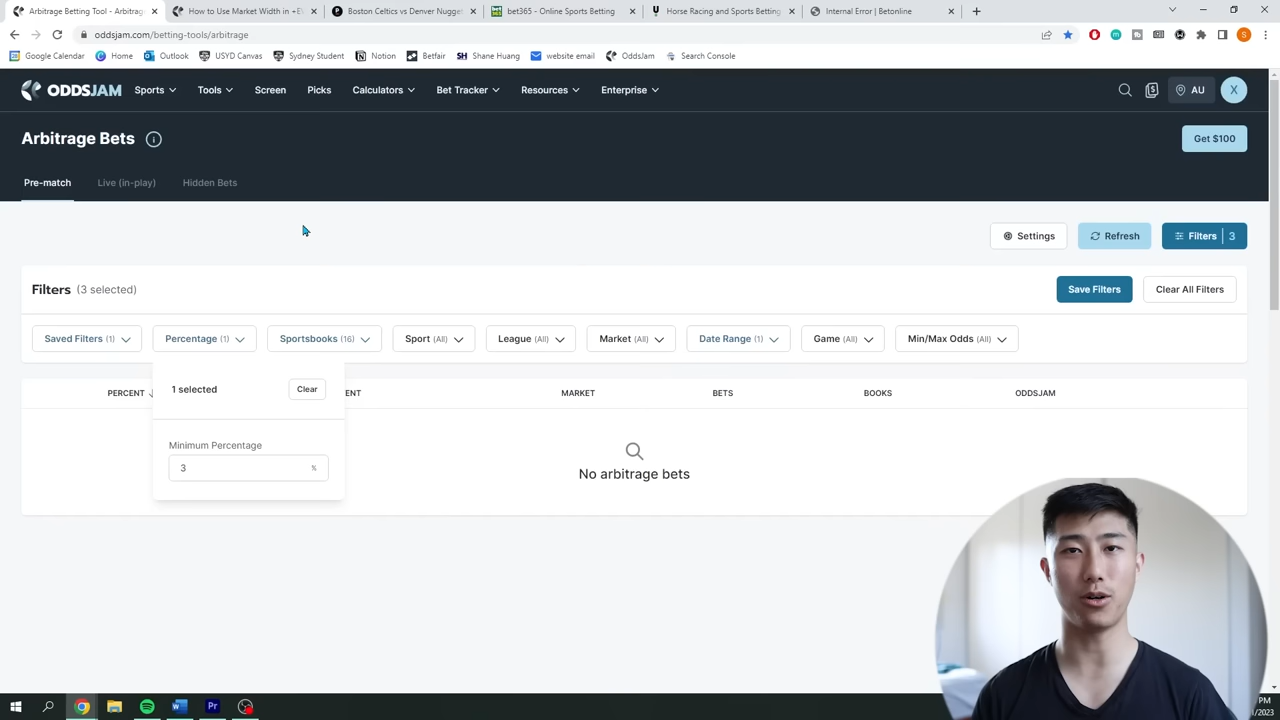 Arbitrage Betting Tool - Arbitrage
How to Use Market Width in +E
Boston Celtics vs Denver Nugget
bet365 - Online Sports Betting
Horse Racing and Sports Betting
Internal Error | Betonline
oddsjam.com/betting-tools/arbitrage
S
Google Calendar
Home
Outlook
USYD Canvas
Sydney Student
Notion
Betfair
Shane Huang
website email
OddsJam
Search Console
ODDSJAM
Sports
Tools
Screen
Picks
Calculators
Bet Tracker
Resources
Enterprise
AU
X
Arbitrage Bets
Get $100
Pre-match
Live (in-play)
Hidden Bets
Settings
Refresh
Filters | 3
Filters (3 selected)
Save Filters
Clear All Filters
Saved Filters (1)
Percentage (1)
Sportsbooks (16)
Sport (All)
League (All)
Market (All)
Date Range (1)
Game (All)
Min/Max Odds (All)
1 selected
Clear
PERCENT
ENT
MARKET
BETS
BOOKS
ODDSJAM
Minimum Percentage
3 %
No arbitrage bets
PM
/2023